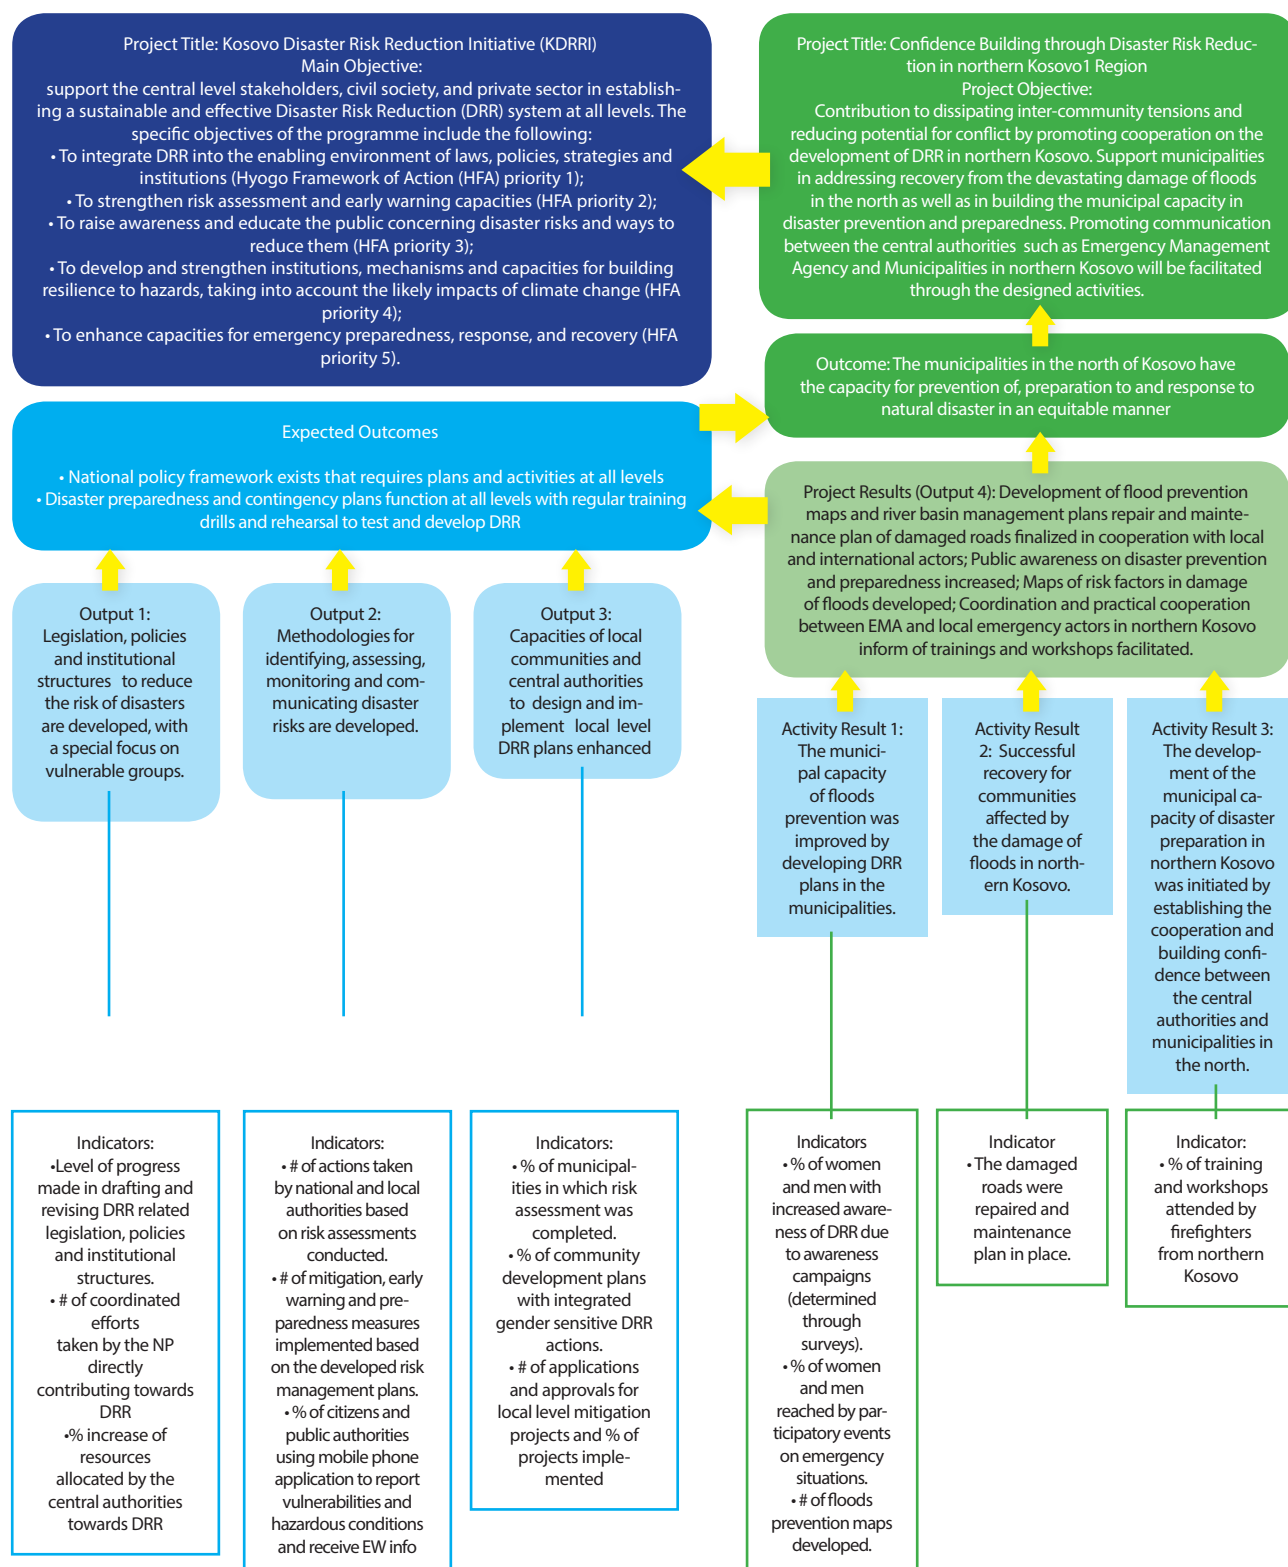 Project Title: Kosovo Disaster Risk Reduction Initiative (KDRRI)
Main Objective:
support the central level stakeholders, civil society, and private sector in establish-
ing a sustainable and effective Disaster Risk Reduction (DRR) system at all levels. The
specific objectives of the programme include the following:
• To integrate DRR into the enabling environment of laws, policies, strategies and
institutions (Hyogo Framework of Action (HFA) priority 1);
• To strengthen risk assessment and early warning capacities (HFA priority 2);
• To raise awareness and educate the public concerning disaster risks and ways to
reduce them (HFA priority 3);
• To develop and strengthen institutions, mechanisms and capacities for building
resilience to hazards, taking into account the likely impacts of climate change (HFA
priority 4);
• To enhance capacities for emergency preparedness, response, and recovery (HFA
priority 5).
Project Title: Confidence Building through Disaster Risk Reduc-
tion in northern Kosovo1 Region
Project Objective:
Contribution to dissipating inter-community tensions and
reducing potential for conflict by promoting cooperation on the
development of DRR in northern Kosovo. Support municipalities
in addressing recovery from the devastating damage of floods
in the north as well as in building the municipal capacity in
disaster prevention and preparedness. Promoting communication
between the central authorities such as Emergency Management
Agency and Municipalities in northern Kosovo will be facilitated
through the designed activities.
Outcome: The municipalities in the north of Kosovo have
the capacity for prevention of, preparation to and response to
natural disaster in an equitable manner
Expected Outcomes
• National policy framework exists that requires plans and activities at all levels
• Disaster preparedness and contingency plans function at all levels with regular training
drills and rehearsal to test and develop DRR
Project Results (Output 4): Development of flood prevention
maps and river basin management plans repair and mainte-
nance plan of damaged roads finalized in cooperation with local
and international actors; Public awareness on disaster prevention
and preparedness increased; Maps of risk factors in damage
of floods developed; Coordination and practical cooperation
between EMA and local emergency actors in northern Kosovo
inform of trainings and workshops facilitated.
Output 1:
Legislation, policies
and institutional
structures to reduce
the risk of disasters
are developed, with
a special focus on
vulnerable groups.
Output 2:
Methodologies for
identifying, assessing,
monitoring and com-
municating disaster
risks are developed.
Output 3:
Capacities of local
communities and
central authorities
to design and im-
plement local level
DRR plans enhanced
Activity Result 1:
The munici-
pal capacity
of floods
prevention was
improved by
developing DRR
plans in the
municipalities.
Activity Result
2: Successful
recovery for
communities
affected by
the damage of
floods in north-
ern Kosovo.
Activity Result 3:
The develop-
ment of the
municipal ca-
pacity of disaster
preparation in
northern Kosovo
was initiated by
establishing the
cooperation and
building confi-
dence between
the central
authorities and
municipalities in
the north.
Indicators:
•Level of progress
made in drafting and
revising DRR related
legislation, policies
and institutional
structures.
• # of coordinated
efforts
taken by the NP
directly
contributing towards
DRR
•% increase of
resources
allocated by the
central authorities
towards DRR
Indicators:
• # of actions taken
by national and local
authorities based
on risk assessments
conducted.
• # of mitigation, early
warning and pre-
paredness measures
implemented based
on the developed risk
management plans.
• % of citizens and
public authorities
using mobile phone
application to report
vulnerabilities and
hazardous conditions
and receive EW info
Indicators:
• % of municipal-
ities in which risk
assessment was
completed.
• % of community
development plans
with integrated
gender sensitive DRR
actions.
• # of applications
and approvals for
local level mitigation
projects and % of
projects imple-
mented
Indicators
• % of women
and men with
increased aware-
ness of DRR due
to awareness
campaigns
(determined
through
surveys).
• % of women
and men
reached by par-
ticipatory events
on emergency
situations.
• # of floods
prevention maps
developed.
Indicator
• The damaged
roads were
repaired and
maintenance
plan in place.
Indicator:
• % of training
and workshops
attended by
firefighters
from northern
Kosovo